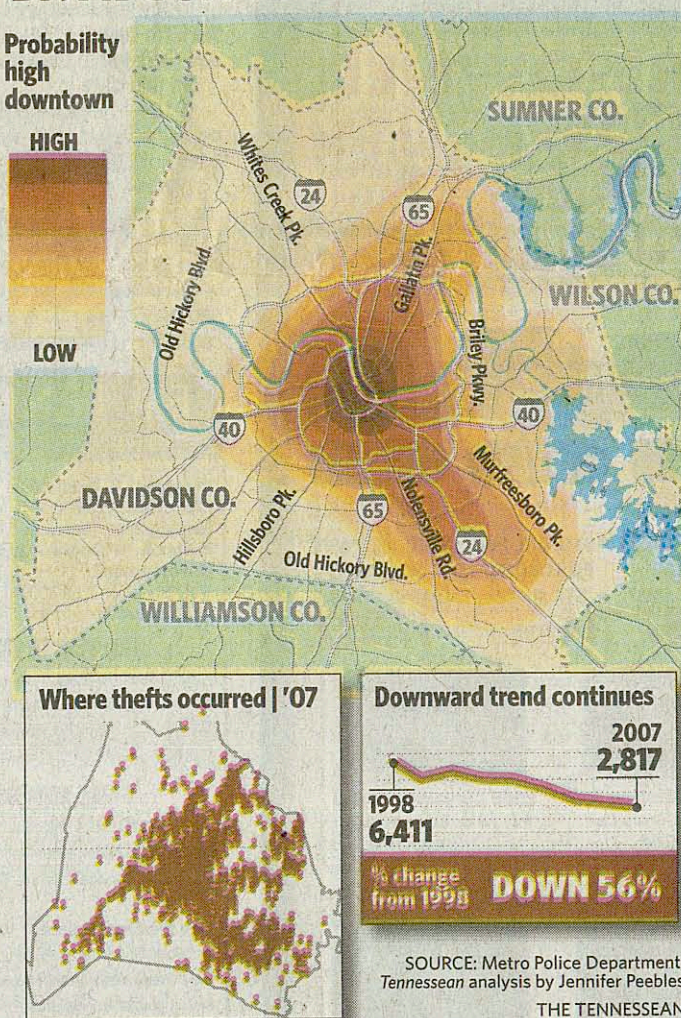 Probability
high
downtown
HIGH
LOW
SUMNER CO.
Whites Creek Pk.
24
65
Gallatin Pk.
Old Hickory Blvd.
WILSON CO.
Briley Pkwy.
40
40
DAVIDSON CO.
Hillsboro Pk.
65
Nolensville Rd.
Murfreesboro Pk.
24
Old Hickory Blvd.
WILLIAMSON CO.
Where thefts occurred | '07
Downward trend continues
2007
2,817
1998
6,411
% change
from 1998
DOWN 56%
SOURCE: Metro Police Department
Tennessean analysis by Jennifer Peebles
THE TENNESSEAN